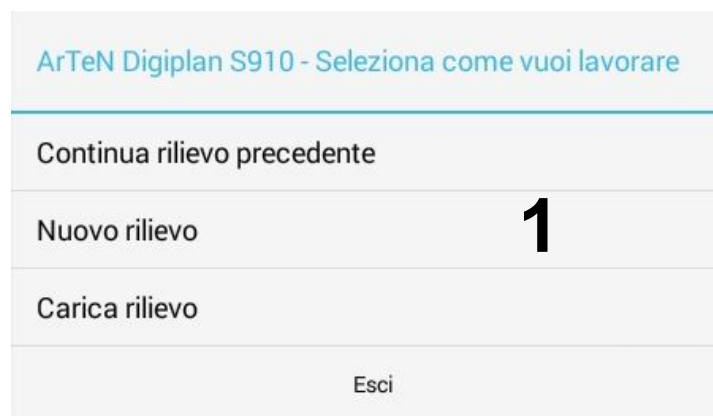 ArTeN Digiplan S910 - Seleziona come vuoi lavorare
Continua rilievo precedente
Nuovo rilievo
1
Carica rilievo
Esci